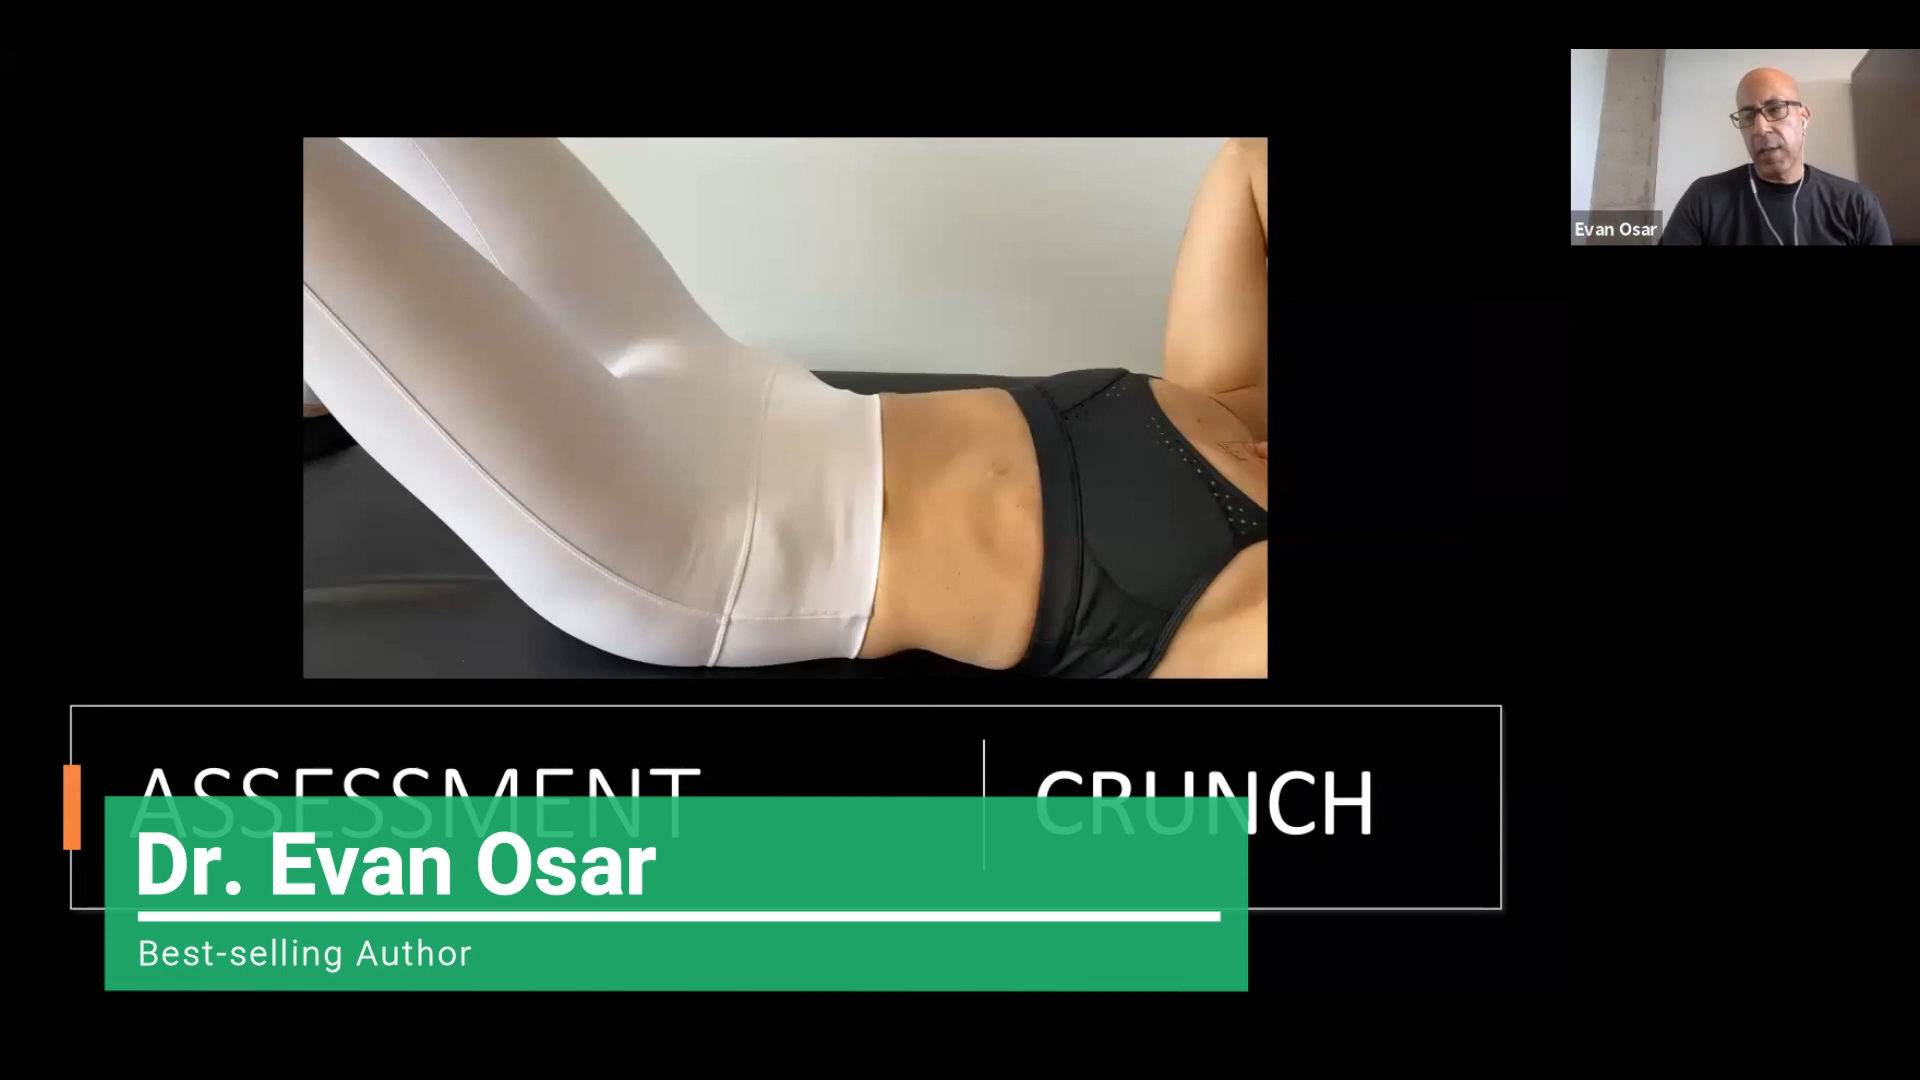 Evan Osar
ASSESSMENT
CRUNCH
Dr. Evan Osar
Best-selling Author